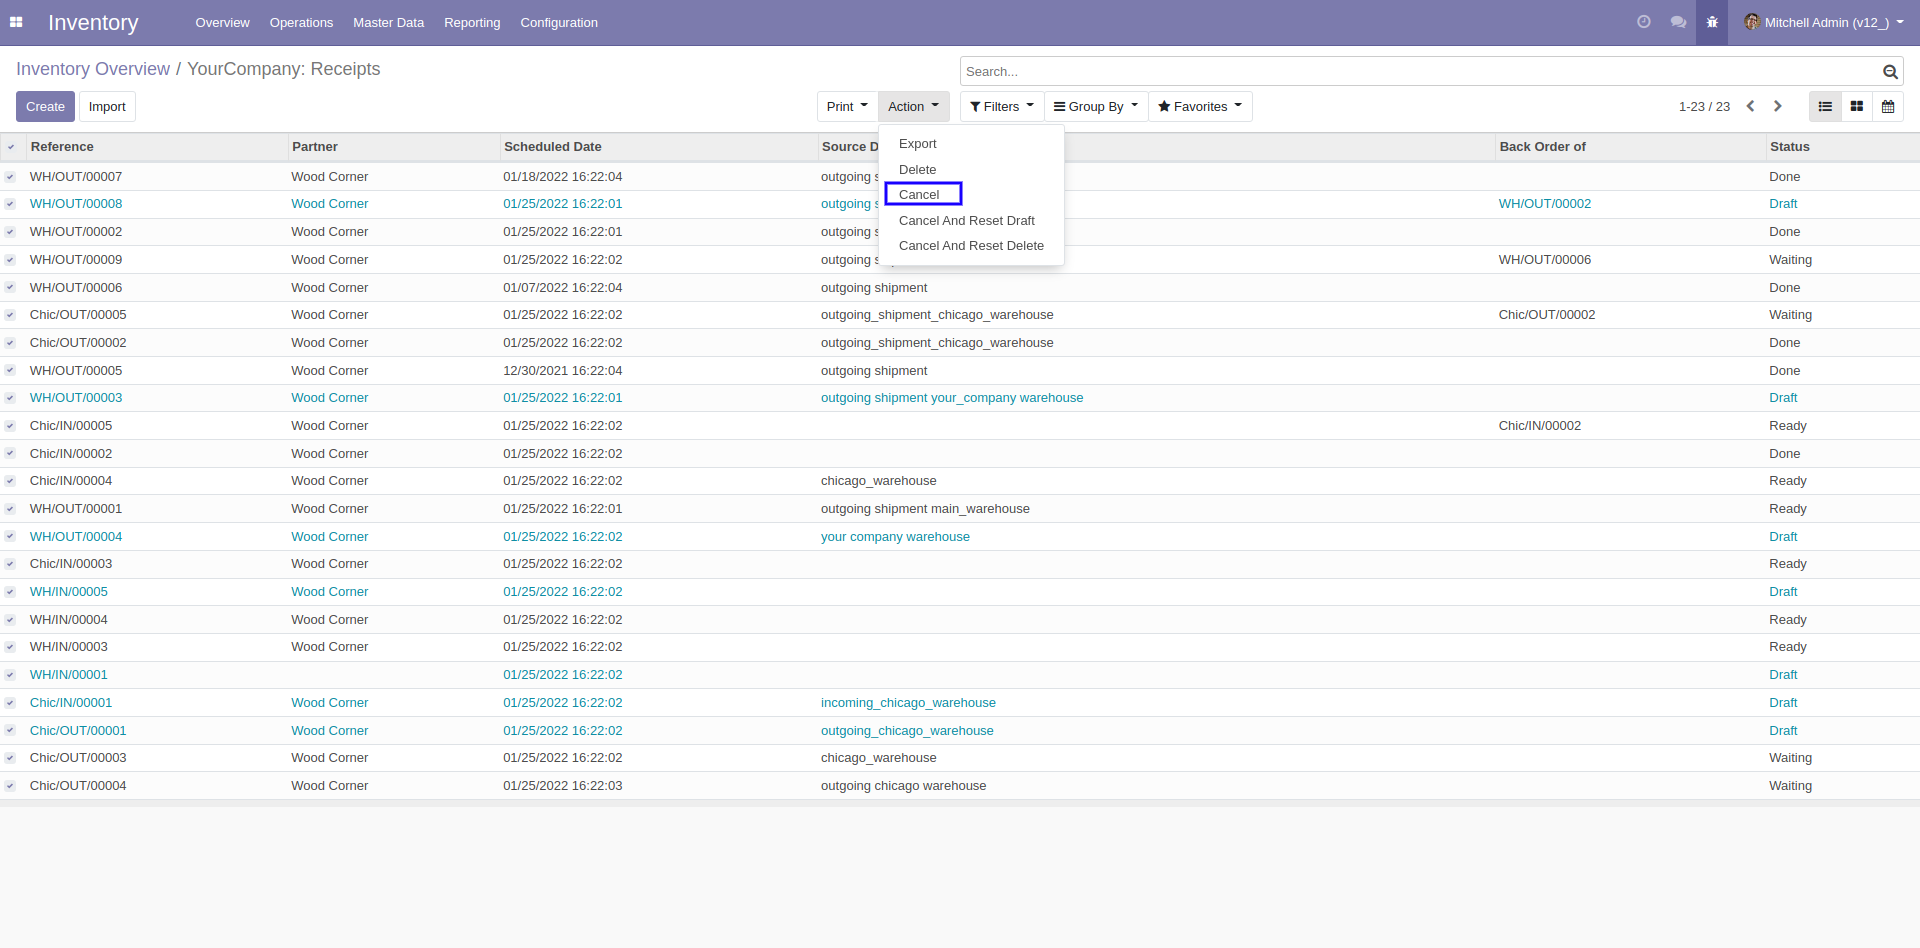 Inventory Overview Operations Master Data Reporting Configuration Mitchell Admin (v12_)
Inventory Overview / YourCompany: Receipts
Search...
Create Import Print Action Filters Group By Favorites 1-23 / 23
Export
Delete
Cancel
Cancel And Reset Draft
Cancel And Reset Delete
Reference Partner Scheduled Date Source D Back Order of Status
WH/OUT/00007 Wood Corner 01/18/2022 16:22:04 outgoing s Done
WH/OUT/00008 Wood Corner 01/25/2022 16:22:01 outgoing s WH/OUT/00002 Draft
WH/OUT/00002 Wood Corner 01/25/2022 16:22:01 outgoing s Done
WH/OUT/00009 Wood Corner 01/25/2022 16:22:02 outgoing WH/OUT/00006 Waiting
WH/OUT/00006 Wood Corner 01/07/2022 16:22:04 outgoing shipment Done
Chic/OUT/00005 Wood Corner 01/25/2022 16:22:02 outgoing_shipment_chicago_warehouse Chic/OUT/00002 Waiting
Chic/OUT/00002 Wood Corner 01/25/2022 16:22:02 outgoing_shipment_chicago_warehouse Done
WH/OUT/00005 Wood Corner 12/30/2021 16:22:04 outgoing shipment Done
WH/OUT/00003 Wood Corner 01/25/2022 16:22:01 outgoing shipment your_company warehouse Draft
Chic/IN/00005 Wood Corner 01/25/2022 16:22:02 Chic/IN/00002 Ready
Chic/IN/00002 Wood Corner 01/25/2022 16:22:02 Done
Chic/IN/00004 Wood Corner 01/25/2022 16:22:02 chicago_warehouse Ready
WH/OUT/00001 Wood Corner 01/25/2022 16:22:01 outgoing shipment main_warehouse Ready
WH/OUT/00004 Wood Corner 01/25/2022 16:22:02 your company warehouse Draft
Chic/IN/00003 Wood Corner 01/25/2022 16:22:02 Ready
WH/IN/00005 Wood Corner 01/25/2022 16:22:02 Draft
WH/IN/00004 Wood Corner 01/25/2022 16:22:02 Ready
WH/IN/00003 Wood Corner 01/25/2022 16:22:02 Ready
WH/IN/00001 01/25/2022 16:22:02 Draft
Chic/IN/00001 Wood Corner 01/25/2022 16:22:02 incoming_chicago_warehouse Draft
Chic/OUT/00001 Wood Corner 01/25/2022 16:22:02 outgoing_chicago_warehouse Draft
Chic/OUT/00003 Wood Corner 01/25/2022 16:22:02 chicago_warehouse Waiting
Chic/OUT/00004 Wood Corner 01/25/2022 16:22:03 outgoing chicago warehouse Waiting